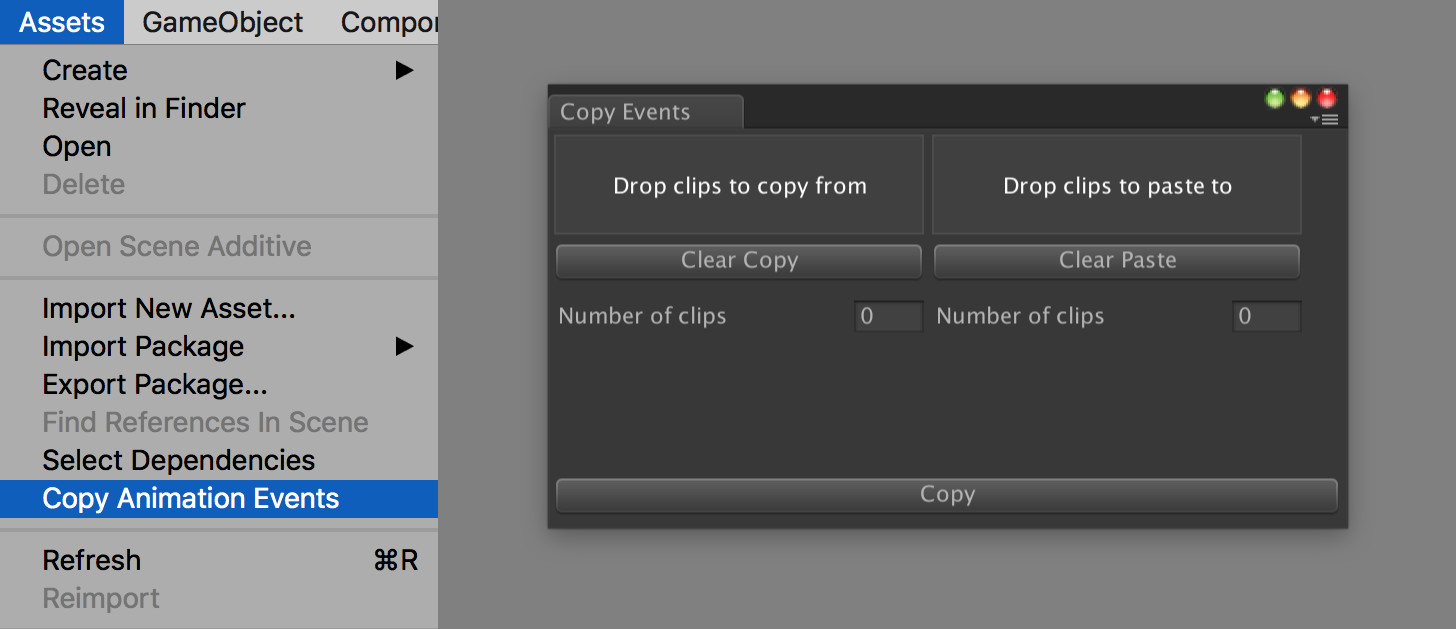 Assets GameObject
Create
Reveal in Finder
Open
Delete
Open Scene Additive
Import New Asset...
Import Package
Export Package...
Find References In Scene
Select Dependencies
Copy Animation Events
Refresh ⌘R
Reimport
Copy Events
Drop clips to copy from Drop clips to paste to
Clear Copy Clear Paste
Number of clips 0 Number of clips 0
Copy